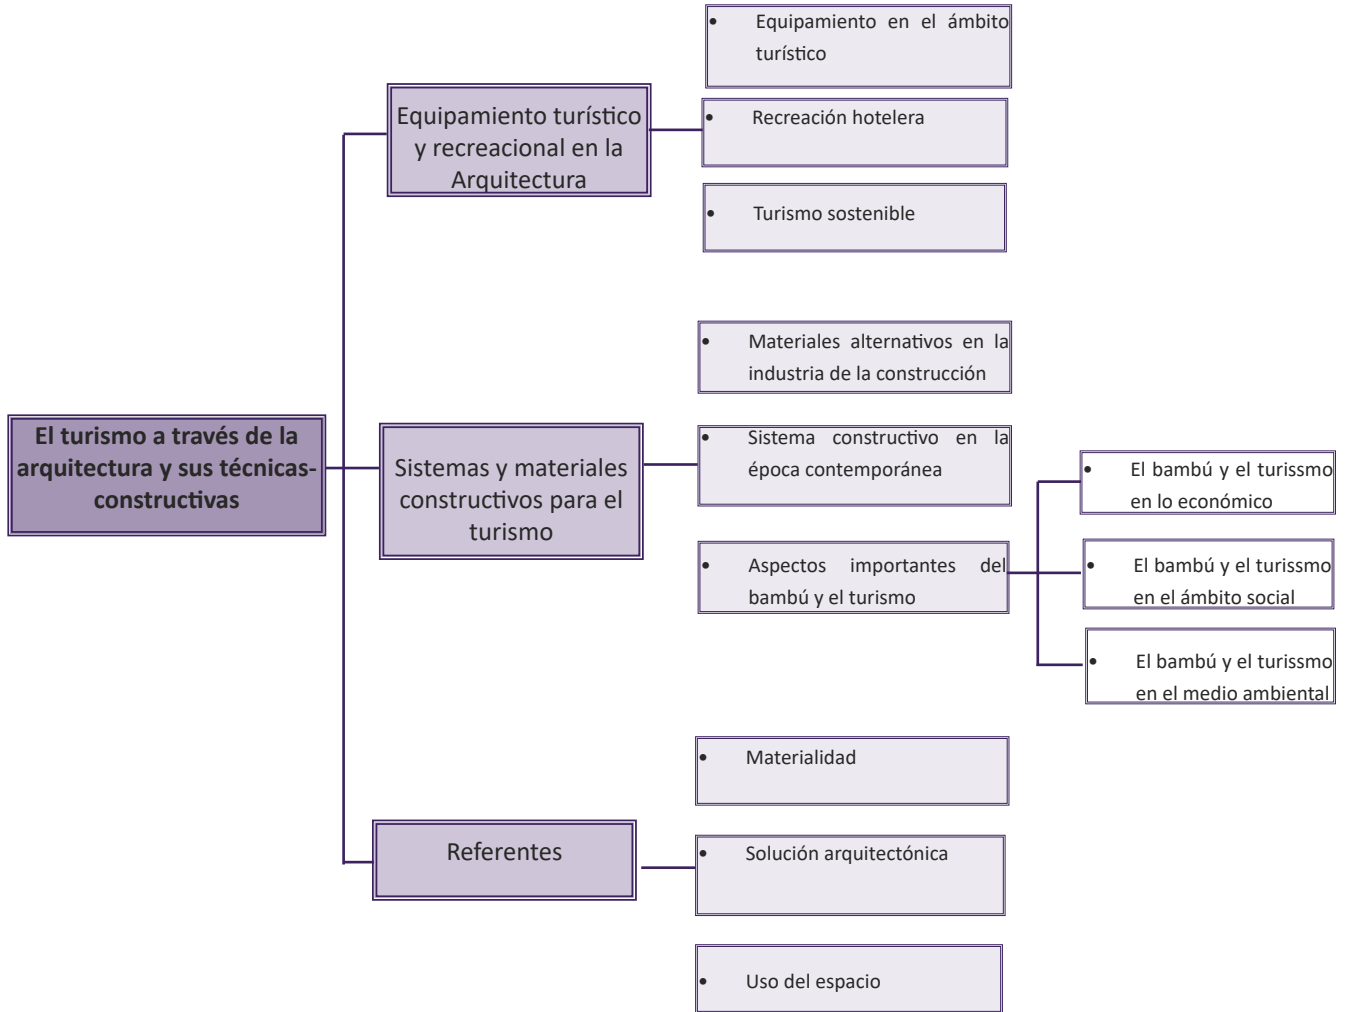 El turismo a través de la
arquitectura y sus técnicas-
constructivas
Equipamiento turístico
y recreacional en la
Arquitectura
• Equipamiento en el ámbito
turístico
• Recreación hotelera
• Turismo sostenible
Sistemas y materiales
constructivos para el
turismo
• Materiales alternativos en la
industria de la construcción
• Sistema constructivo en la
época contemporánea
• Aspectos importantes del
bambú y el turismo
• El bambú y el turissmo
en lo económico
• El bambú y el turissmo
en el ámbito social
• El bambú y el turissmo
en el medio ambiental
Referentes
• Materialidad
• Solución arquitectónica
• Uso del espacio